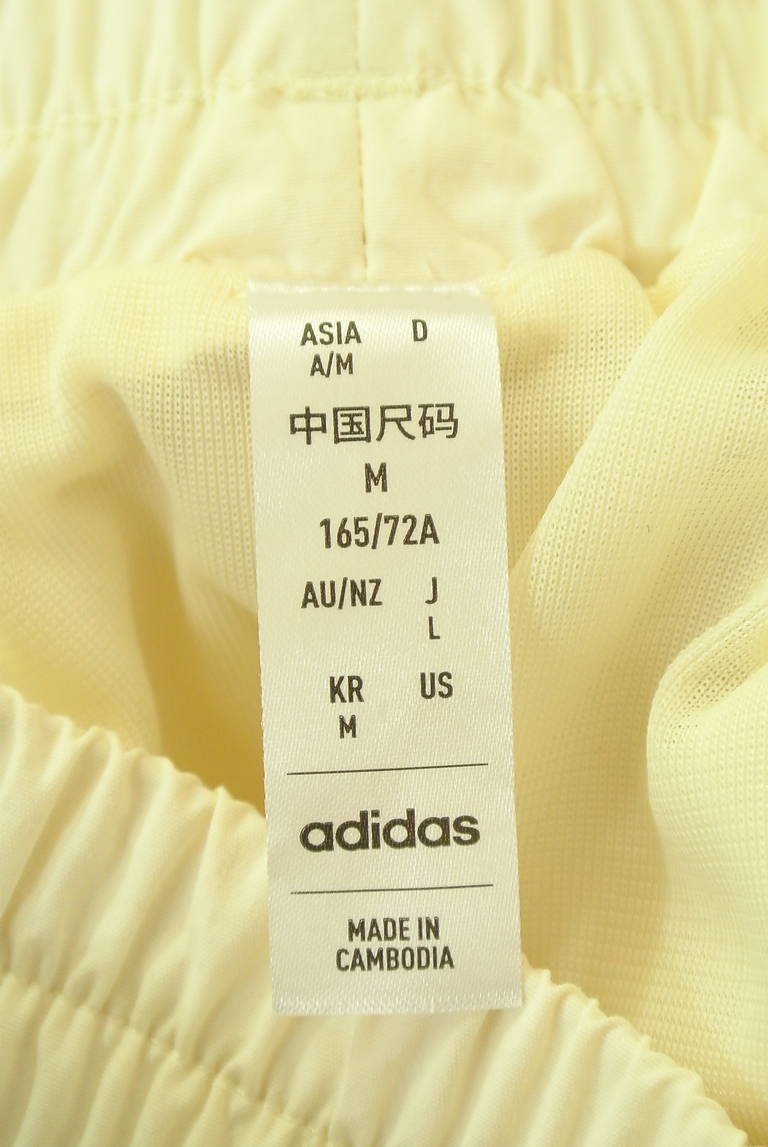 ASIA D
A/M
中国尺码
M
165/72A
AU/NZ J
L
KR US
M
adidas
MADE IN
CAMBODIA